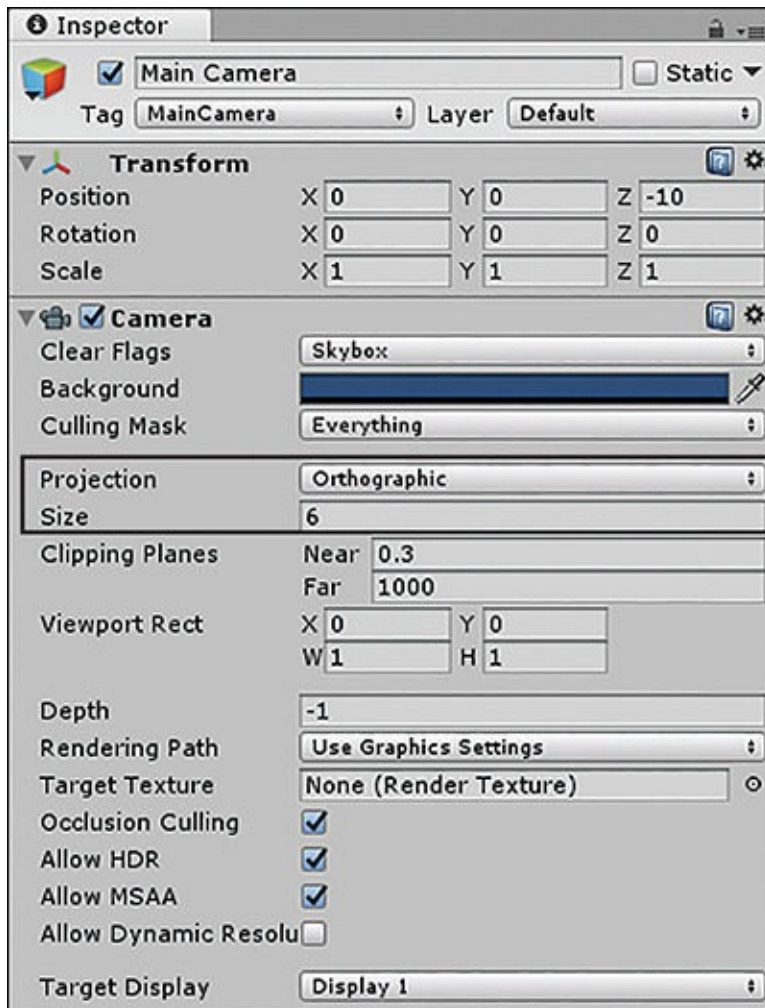 Inspector
Main Camera Static
Tag MainCamera Layer Default
Transform
Position X 0 Y 0 Z -10
Rotation X 0 Y 0 Z 0
Scale X 1 Y 1 Z 1
Camera
Clear Flags Skybox
Background
Culling Mask Everything
Projection Orthographic
Size 6
Clipping Planes Near 0.3
Far 1000
Viewport Rect X 0 Y 0
W 1 H 1
Depth -1
Rendering Path Use Graphics Settings
Target Texture None (Render Texture)
Occlusion Culling
Allow HDR
Allow MSAA
Allow Dynamic Resolu
Target Display Display 1